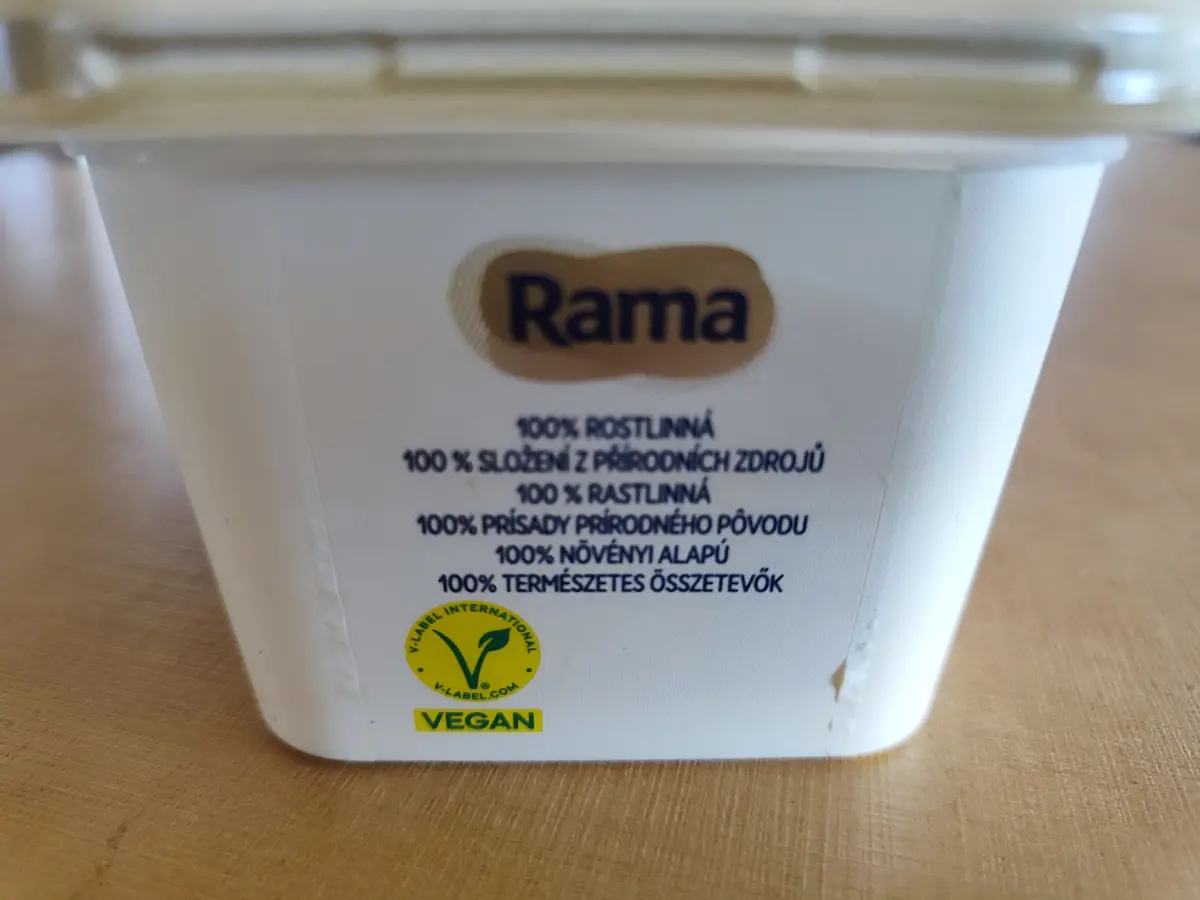 Rama
100% ROSTLINNÁ
100 % SLOŽENÍ Z PŘÍRODNÍCH ZDROJŮ
100 % RASTLINNÁ
100% PRÍSADY PRÍRODNÉHO PÔVODU
100% NÖVÉNYI ALAPÚ
100% TERMÉSZETES ÖSSZETEVŐK
V-LABEL INTERNATIONAL
V-LABEL.COM
®
VEGAN